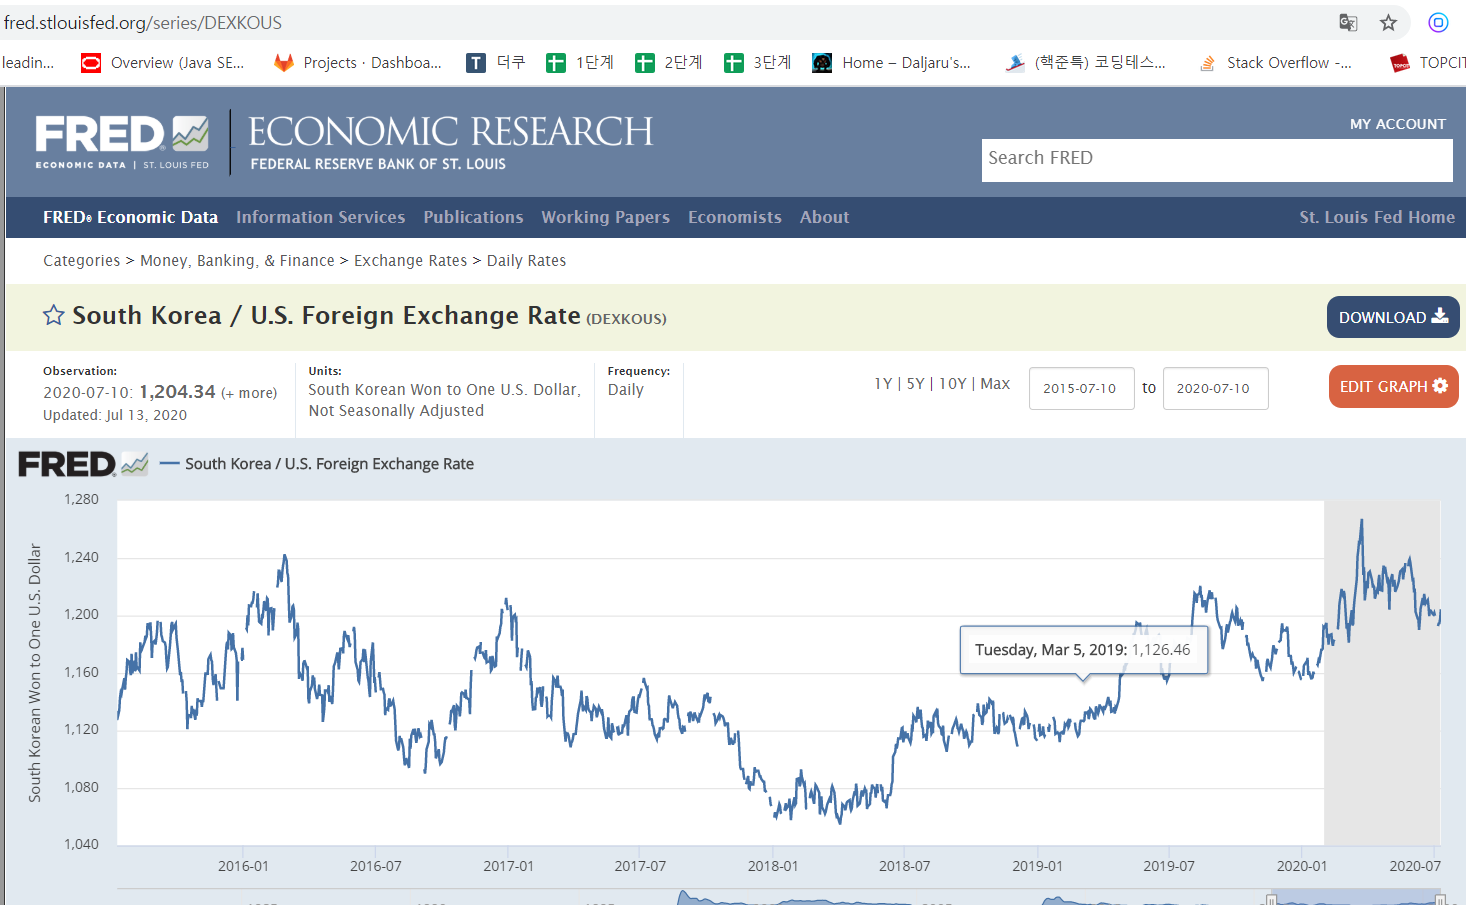 fred.stlouisfed.org/series/DEXKOUS
leadin... Overview (Java SE... Projects · Dashboa... T 더쿠 1단계 2단계 3단계 Home – Daljaru's... (핵준특) 코딩테스... Stack Overflow -... TOPCIT
FRED ECONOMIC RESEARCH
ECONOMIC DATA | ST. LOUIS FED FEDERAL RESERVE BANK OF ST. LOUIS
MY ACCOUNT
Search FRED
FRED® Economic Data Information Services Publications Working Papers Economists About St. Louis Fed Home
Categories > Money, Banking, & Finance > Exchange Rates > Daily Rates
South Korea / U.S. Foreign Exchange Rate (DEXKOUS) DOWNLOAD
Observation:
2020-07-10: 1,204.34 (+ more)
Updated: Jul 13, 2020
Units:
South Korean Won to One U.S. Dollar,
Not Seasonally Adjusted
Frequency:
Daily
1Y | 5Y | 10Y | Max 2015-07-10 to 2020-07-10 EDIT GRAPH
FRED South Korea / U.S. Foreign Exchange Rate
South Korean Won to One U.S. Dollar
1,280
1,240
1,200
1,160
1,120
1,080
1,040
Tuesday, Mar 5, 2019: 1,126.46
2016-01 2016-07 2017-01 2017-07 2018-01 2018-07 2019-01 2019-07 2020-01 2020-07